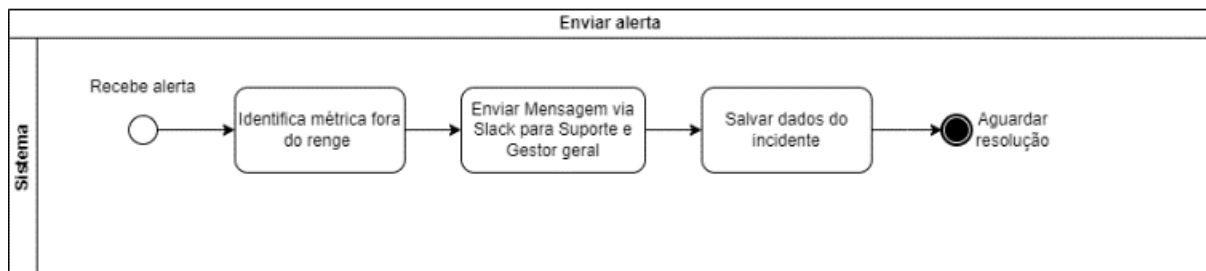 Enviar alerta
Sistema
Recebe alerta
Identifica métrica fora
do renge
Enviar Mensagem via
Slack para Suporte e
Gestor geral
Salvar dados do
incidente
Aguardar
resolução